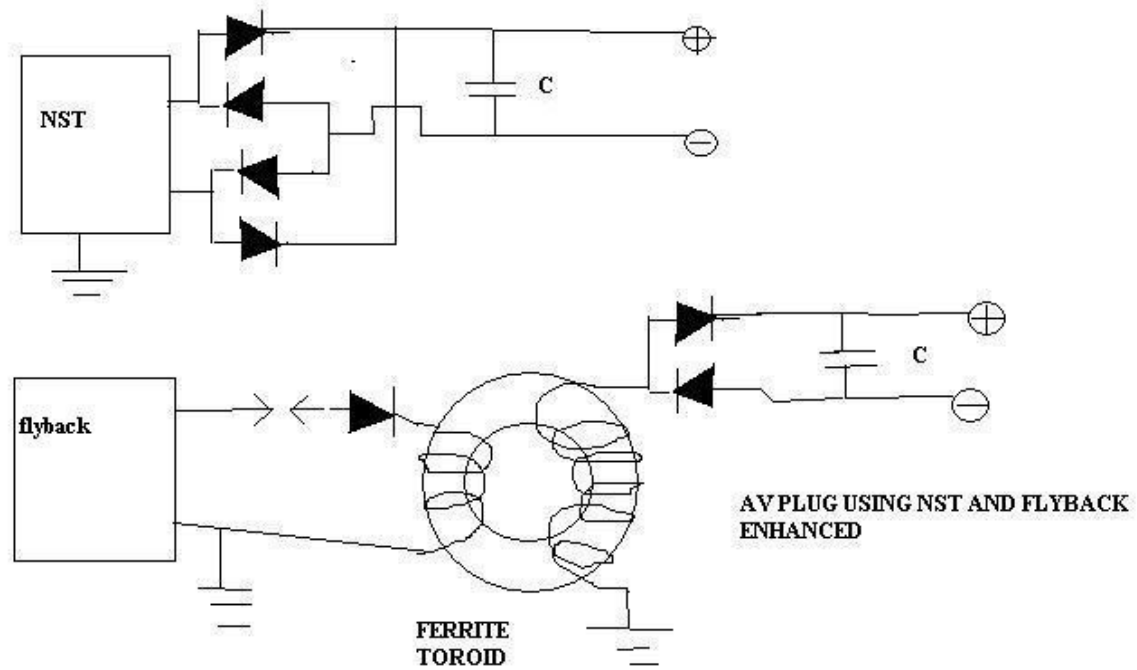 NST
C
flyback
C
AV PLUG USING NST AND FLYBACK
ENHANCED
FERRITE
TOROID